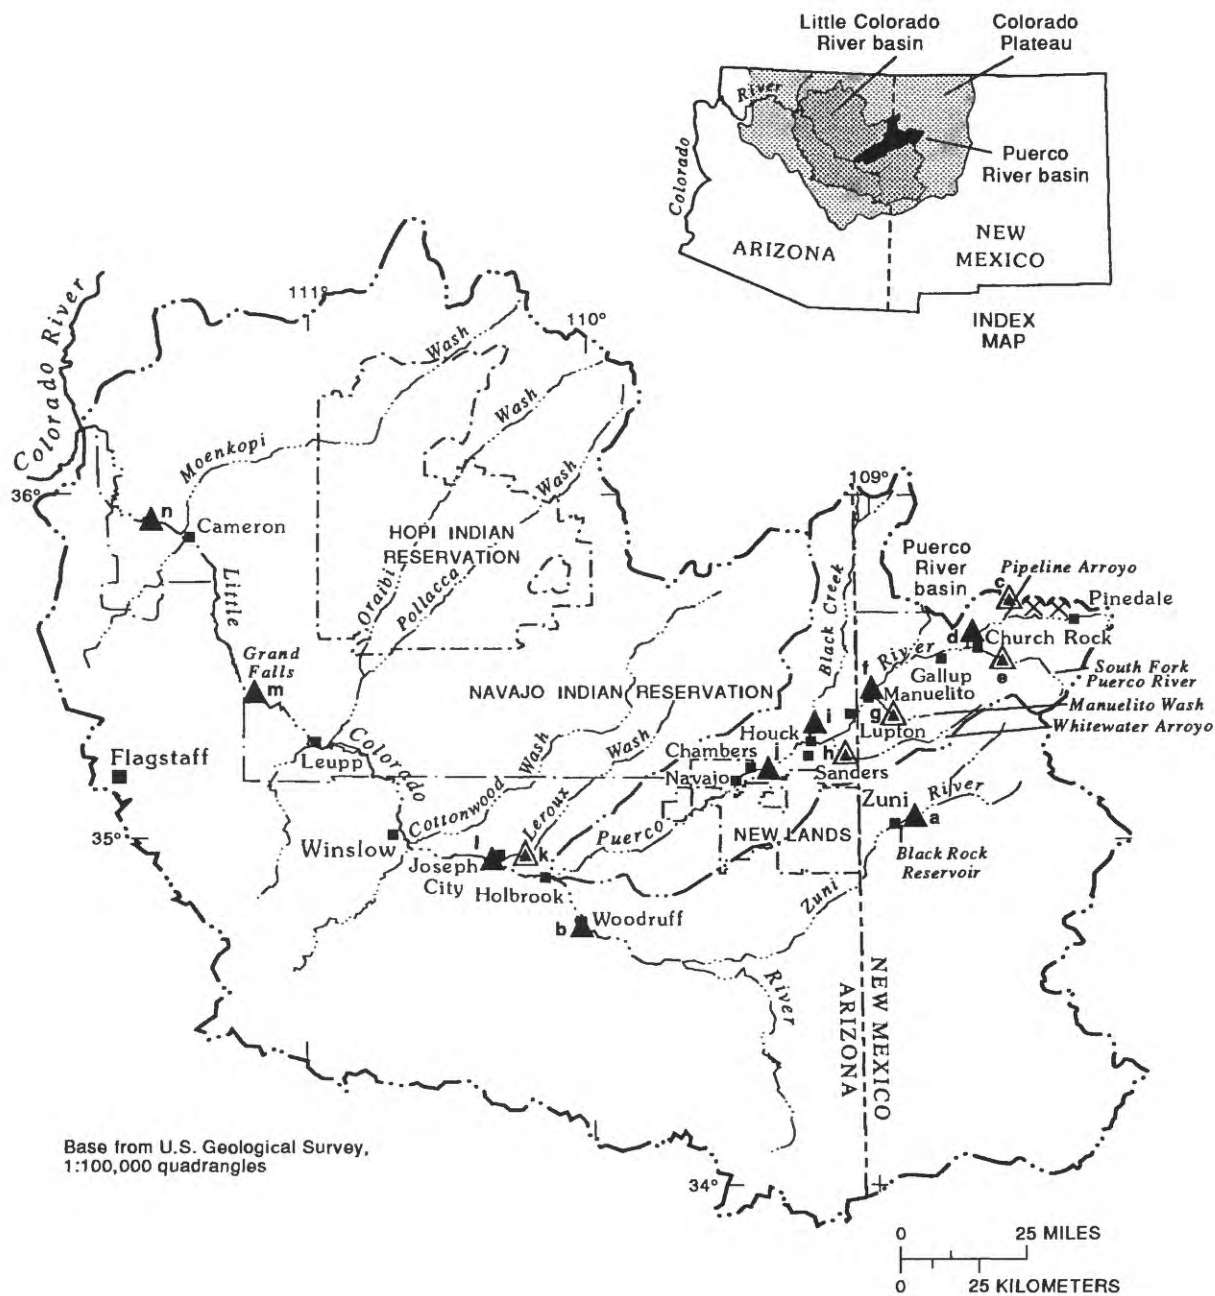 Little Colorado
River basin
Colorado
Plateau
River
Colorado
Puerco
River basin
ARIZONA
NEW
MEXICO
INDEX
MAP
Colorado River
111°
110°
Wash
Wash
Wash
Moenkopi
36°
109°
n
Cameron
HOPI INDIAN
RESERVATION
Oraibi
Pollacca
Little
Black Creek
Puerco
River
basin
Pipeline Arroyo
c
Pinedale
d
Church Rock
River
Gallup
e
South Fork
Puerco River
Grand
Falls
m
NAVAJO INDIAN RESERVATION
f
Manuelito
g
Manuelito Wash
Whitewater Arroyo
i
Lupton
Houck
h
Sanders
Chambers
j
Navajo
Flagstaff
Leupp
Colorado
Wash
Wash
Cottonwood
Leroux
Zuni
River
a
35°
Winslow
Puerco
NEW LANDS
Black Rock
Reservoir
l
k
Joseph
City
Holbrook
Zuni
b
Woodruff
River
NEW MEXICO
ARIZONA
Base from U.S. Geological Survey,
1:100,000 quadrangles
34°
0 25 MILES
0 25 KILOMETERS